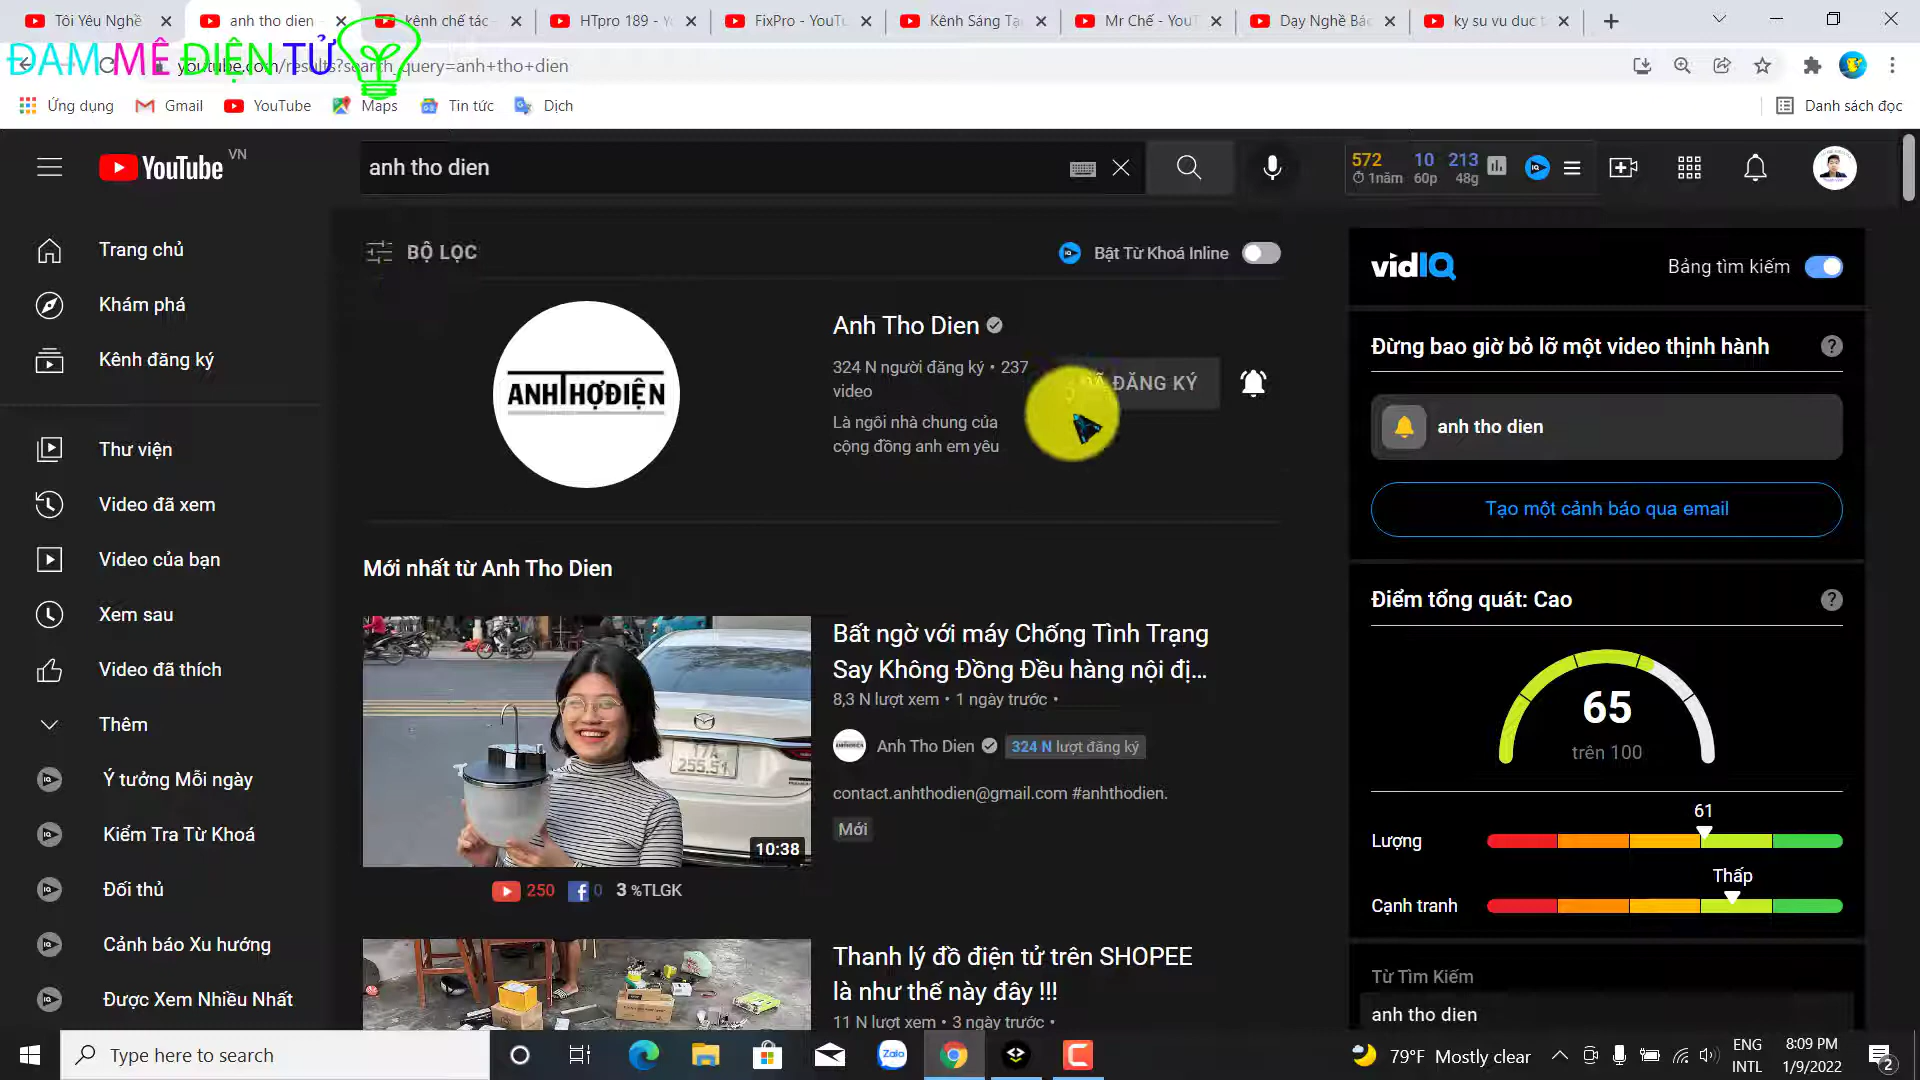 Tôi Yêu Nghề
anh tho dien
kênh chế tác
HTpro 189 - Y
FixPro - YouTu
Kênh Sáng Tạ
Mr Chế - YouT
Dạy Nghề Bác
ky su vu duc t
ĐAM MÊ ĐIỆN TỬ
youtube.com/results?search_query=anh+tho+dien
Ứng dụng
Gmail
YouTube
Maps
Tin tức
Dịch
Danh sách đọc
YouTube VN
anh tho dien
572 10 213
1năm 60p 48g
Trang chủ
Khám phá
Kênh đăng ký
Thư viện
Video đã xem
Video của bạn
Xem sau
Video đã thích
Thêm
Ý tưởng Mỗi ngày
Kiểm Tra Từ Khoá
Đối thủ
Cảnh báo Xu hướng
Được Xem Nhiều Nhất
BỘ LỌC
Bật Từ Khoá Inline
ANHTHỢĐIỆN
Anh Tho Dien
324 N người đăng ký • 237
video
Là ngôi nhà chung của
cộng đồng anh em yêu
ĐĂNG KÝ
Mới nhất từ Anh Tho Dien
17A
255.51
10:38
250 0 3 %TLGK
Bất ngờ với máy Chống Tình Trạng
Say Không Đồng Đều hàng nội đị...
8,3 N lượt xem • 1 ngày trước •
Anh Tho Dien 324 N lượt đăng ký
contact.anhthodien@gmail.com #anhthodien.
Mới
Thanh lý đồ điện tử trên SHOPEE
là như thế này đây !!!
11 N lượt xem • 3 ngày trước •
vidIQ
Bảng tìm kiếm
Đừng bao giờ bỏ lỡ một video thịnh hành
anh tho dien
Tạo một cảnh báo qua email
Điểm tổng quát: Cao
65
trên 100
61
Lượng
Thấp
Cạnh tranh
Từ Tìm Kiếm
anh tho dien
Type here to search
Zalo
79°F Mostly clear
ENG
INTL
8:09 PM
1/9/2022
2